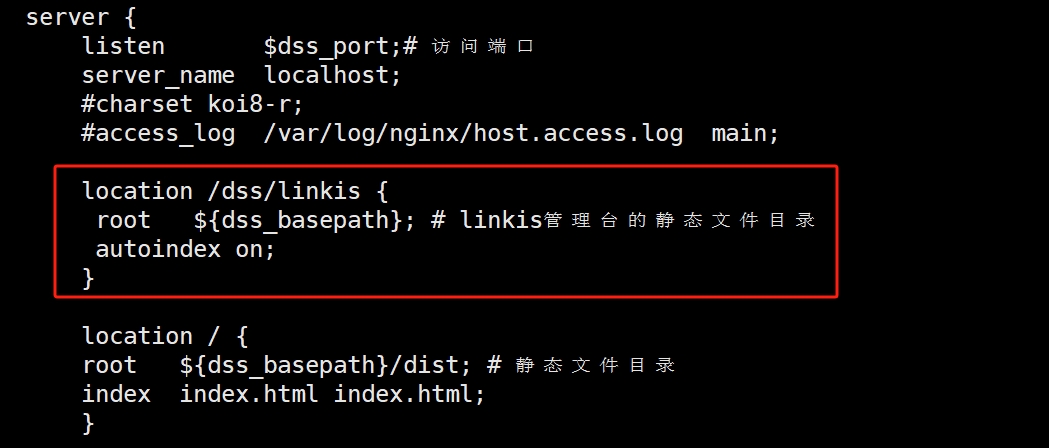 server {
    listen       $dss_port;# 访问端口
    server_name  localhost;
    #charset koi8-r;
    #access_log  /var/log/nginx/host.access.log  main;
    location /dss/linkis {
     root   ${dss_basepath}; # linkis管理台的静态文件目录
     autoindex on;
    }
    location / {
    root   ${dss_basepath}/dist; # 静态文件目录
    index  index.html index.html;
    }